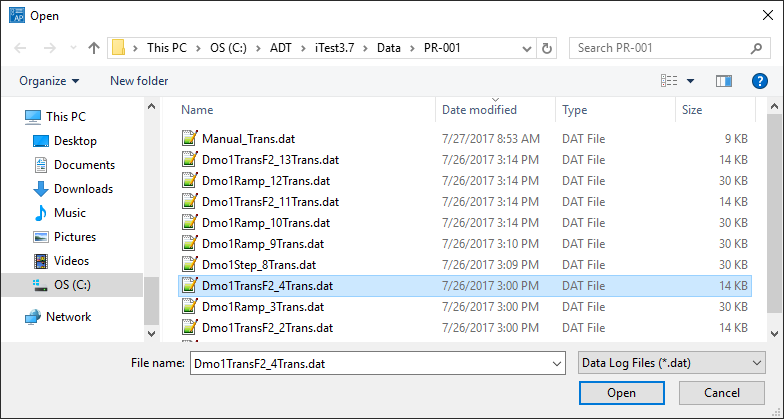 Open
This PC > OS (C:) > ADT > iTest3.7 > Data > PR-001
Search PR-001
Organize
New folder
This PC
Desktop
Documents
Downloads
Music
Pictures
Videos
OS (C:)
Network
Name Date modified Type Size
Manual_Trans.dat 7/27/2017 8:53 AM DAT File 9 KB
Dmo1TransF2_13Trans.dat 7/26/2017 3:14 PM DAT File 14 KB
Dmo1Ramp_12Trans.dat 7/26/2017 3:14 PM DAT File 30 KB
Dmo1TransF2_11Trans.dat 7/26/2017 3:14 PM DAT File 14 KB
Dmo1Ramp_10Trans.dat 7/26/2017 3:14 PM DAT File 30 KB
Dmo1Ramp_9Trans.dat 7/26/2017 3:10 PM DAT File 30 KB
Dmo1Step_8Trans.dat 7/26/2017 3:09 PM DAT File 30 KB
Dmo1TransF2_4Trans.dat 7/26/2017 3:00 PM DAT File 14 KB
Dmo1Ramp_3Trans.dat 7/26/2017 3:00 PM DAT File 30 KB
Dmo1TransF2_2Trans.dat 7/26/2017 3:00 PM DAT File 14 KB
File name: Dmo1TransF2_4Trans.dat
Data Log Files (*.dat)
Open
Cancel